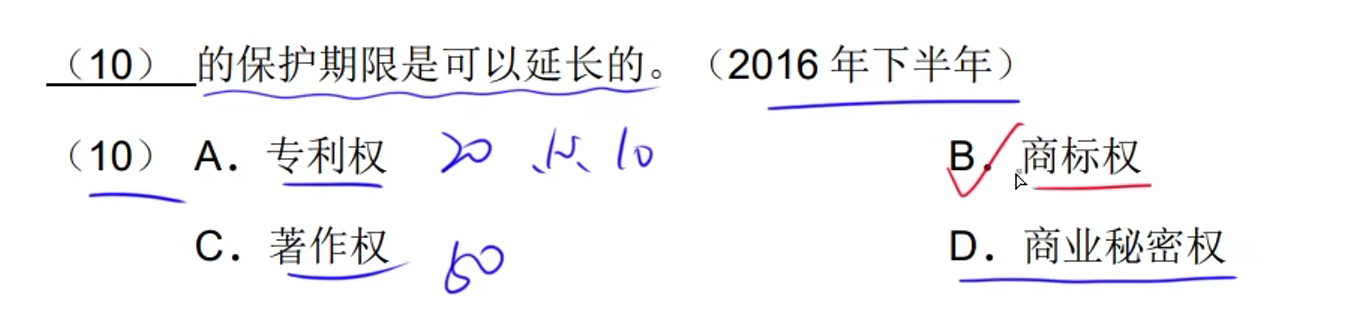 （10） 的保护期限是可以延长的。（2016 年下半年）
（10） A．专利权 20、15、10 B．商标权
C．著作权 50 D．商业秘密权